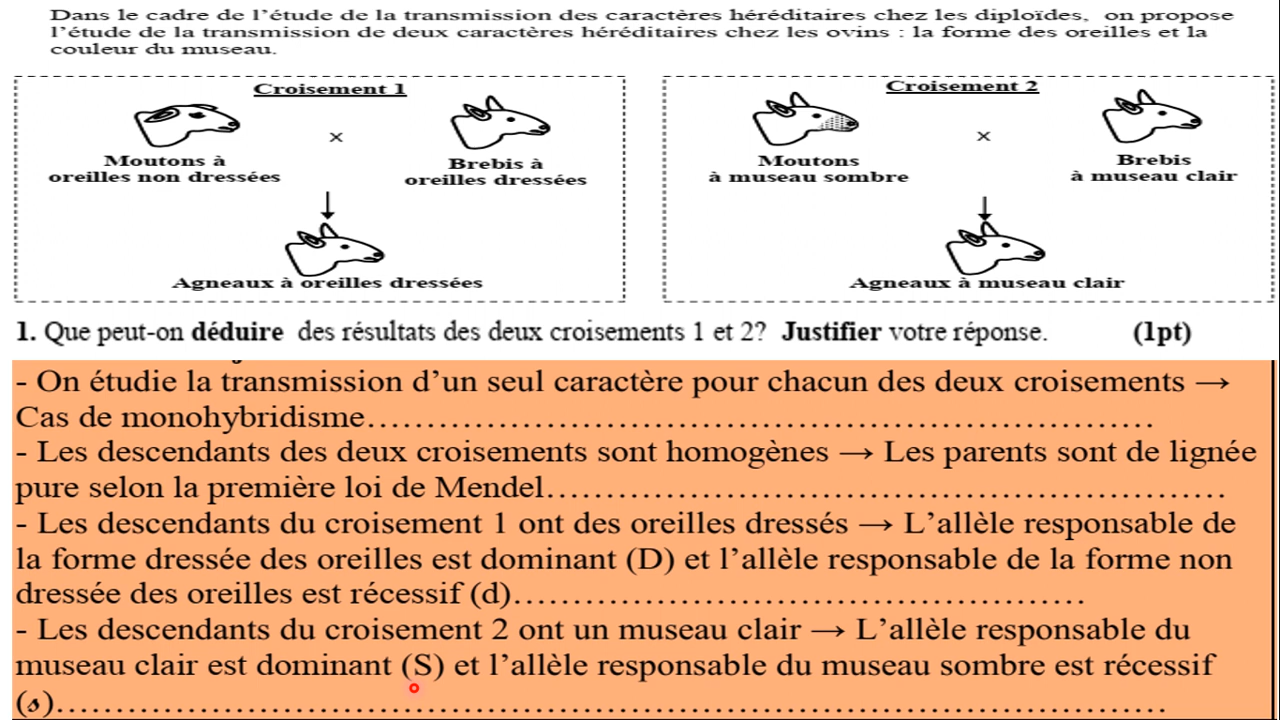 Dans le cadre de l'étude de la transmission des caractères héréditaires chez les diploïdes, on propose
l'étude de la transmission de deux caractères héréditaires chez les ovins : la forme des oreilles et la
couleur du museau.
Croisement 1
×
Moutons à
oreilles non dressées
Brebis à
oreilles dressées
Agneaux à oreilles dressées
Croisement 2
×
Moutons
à museau sombre
Brebis
à museau clair
Agneaux à museau clair
1. Que peut-on déduire des résultats des deux croisements 1 et 2? Justifier votre réponse. (1pt)
- On étudie la transmission d'un seul caractère pour chacun des deux croisements →
Cas de monohybridisme……………………………………………………………………
- Les descendants des deux croisements sont homogènes → Les parents sont de lignée
pure selon la première loi de Mendel…………………………………………………………
- Les descendants du croisement 1 ont des oreilles dressés → L'allèle responsable de
la forme dressée des oreilles est dominant (D) et l'allèle responsable de la forme non
dressée des oreilles est récessif (d)…………………………………………………
- Les descendants du croisement 2 ont un museau clair → L'allèle responsable du
museau clair est dominant (S) et l'allèle responsable du museau sombre est récessif
(s)…………………………………………………………………………………………………